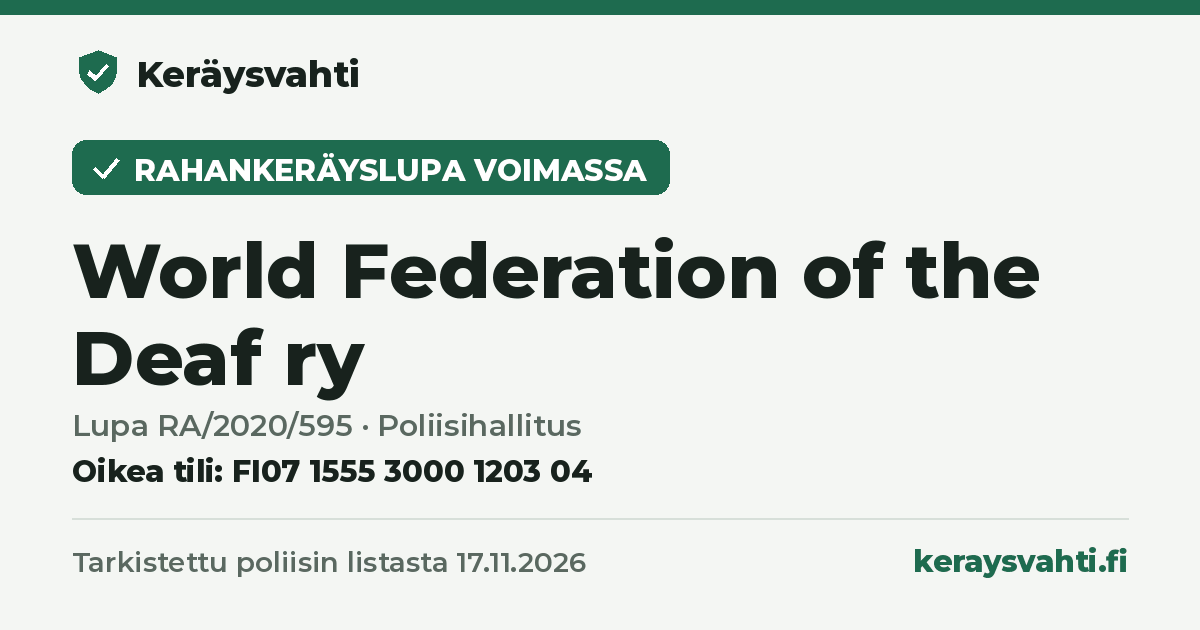 Keräysvahti
RAHANKERÄYSLUPA VOIMASSA
World Federation of the
Deaf ry
Lupa RA/2020/595 · Poliisihallitus
Oikea tili: FI07 1555 3000 1203 04
Tarkistettu poliisin listasta 17.11.2026
keraysvahti.fi